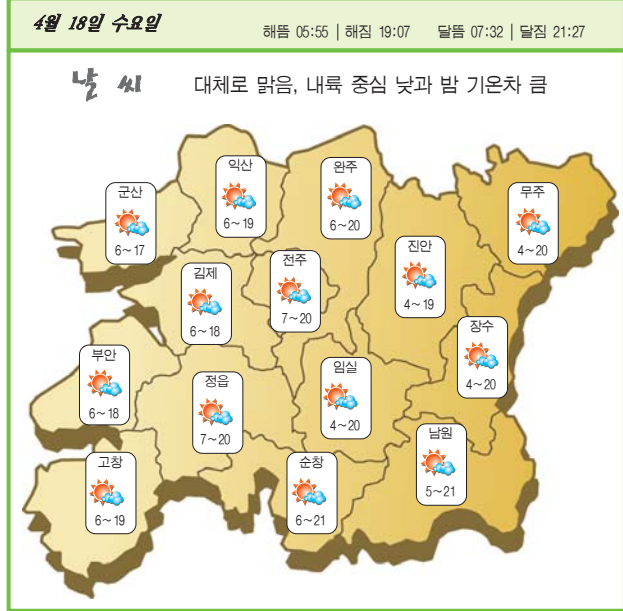 4월 18일 수요일
해뜸 05:55 | 해짐 19:07 달뜸 07:32 | 달짐 21:27
날 씨
대체로 맑음, 내륙 중심 낮과 밤 기온차 큼
익산
6~19
완주
6~20
군산
6~17
무주
4~20
진안
4~19
전주
7~20
김제
6~18
장수
4~20
부안
6~18
임실
4~20
정읍
7~20
남원
5~21
고창
6~19
순창
6~21